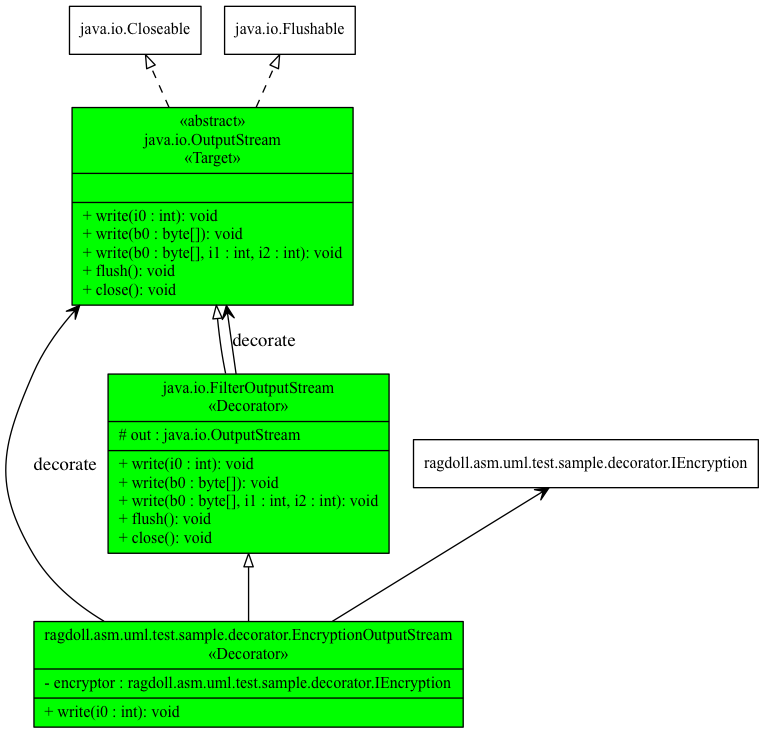 java.io.Closeable
java.io.Flushable
«abstract»
java.io.OutputStream
«Target»
+ write(i0 : int): void
+ write(b0 : byte[]): void
+ write(b0 : byte[], i1 : int, i2 : int): void
+ flush(): void
+ close(): void
decorate
java.io.FilterOutputStream
«Decorator»
# out : java.io.OutputStream
+ write(i0 : int): void
+ write(b0 : byte[]): void
+ write(b0 : byte[], i1 : int, i2 : int): void
+ flush(): void
+ close(): void
decorate
ragdoll.asm.uml.test.sample.decorator.IEncryption
ragdoll.asm.uml.test.sample.decorator.EncryptionOutputStream
«Decorator»
- encryptor : ragdoll.asm.uml.test.sample.decorator.IEncryption
+ write(i0 : int): void